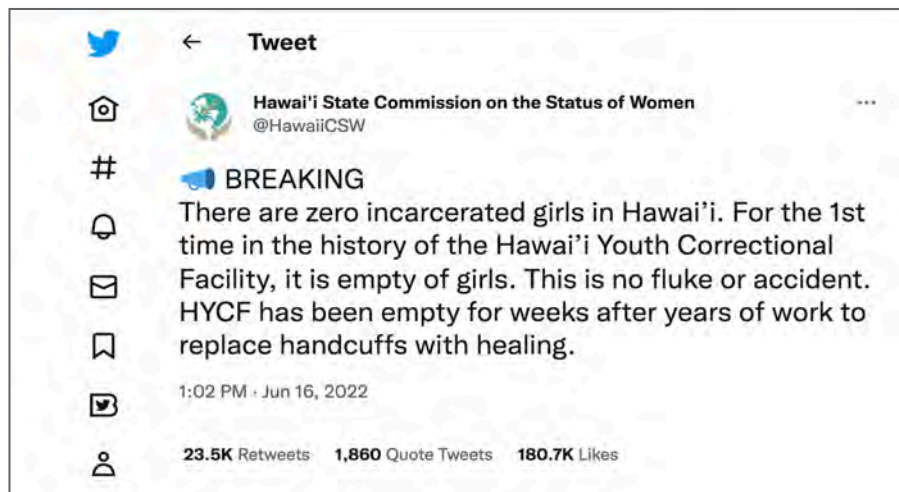 Tweet
Hawai'i State Commission on the Status of Women
@HawaiiCSW
BREAKING
There are zero incarcerated girls in Hawai’i. For the 1st
time in the history of the Hawai’i Youth Correctional
Facility, it is empty of girls. This is no fluke or accident.
HYCF has been empty for weeks after years of work to
replace handcuffs with healing.
1:02 PM · Jun 16, 2022
23.5K Retweets 1,860 Quote Tweets 180.7K Likes